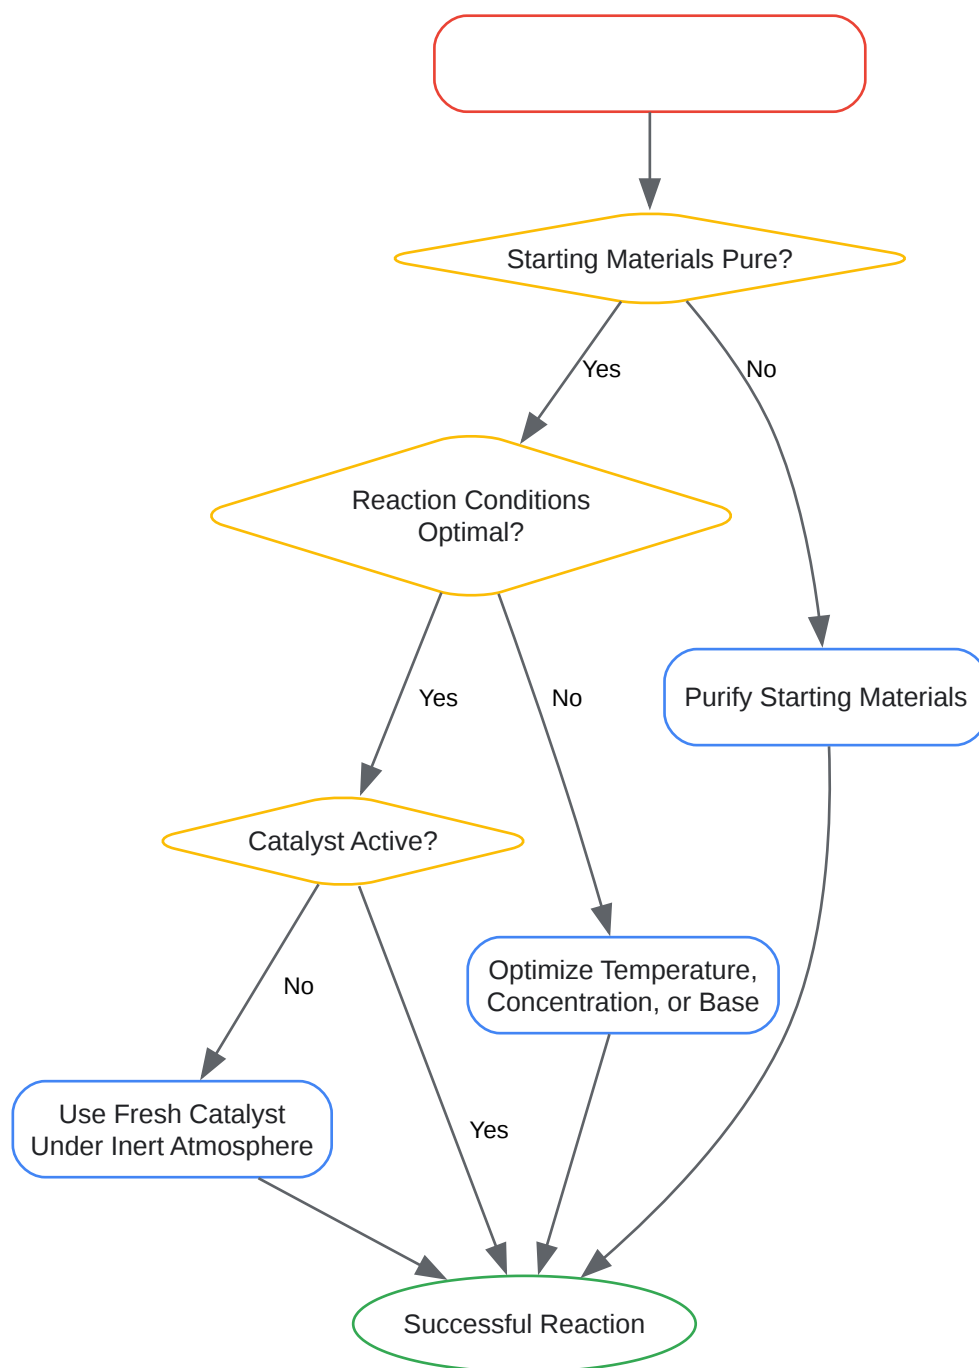 Starting Materials Pure?
Yes
No
Reaction Conditions
Optimal?
Yes
No
Purify Starting Materials
Catalyst Active?
No
Optimize Temperature,
Concentration, or Base
Use Fresh Catalyst
Under Inert Atmosphere
Yes
Successful Reaction